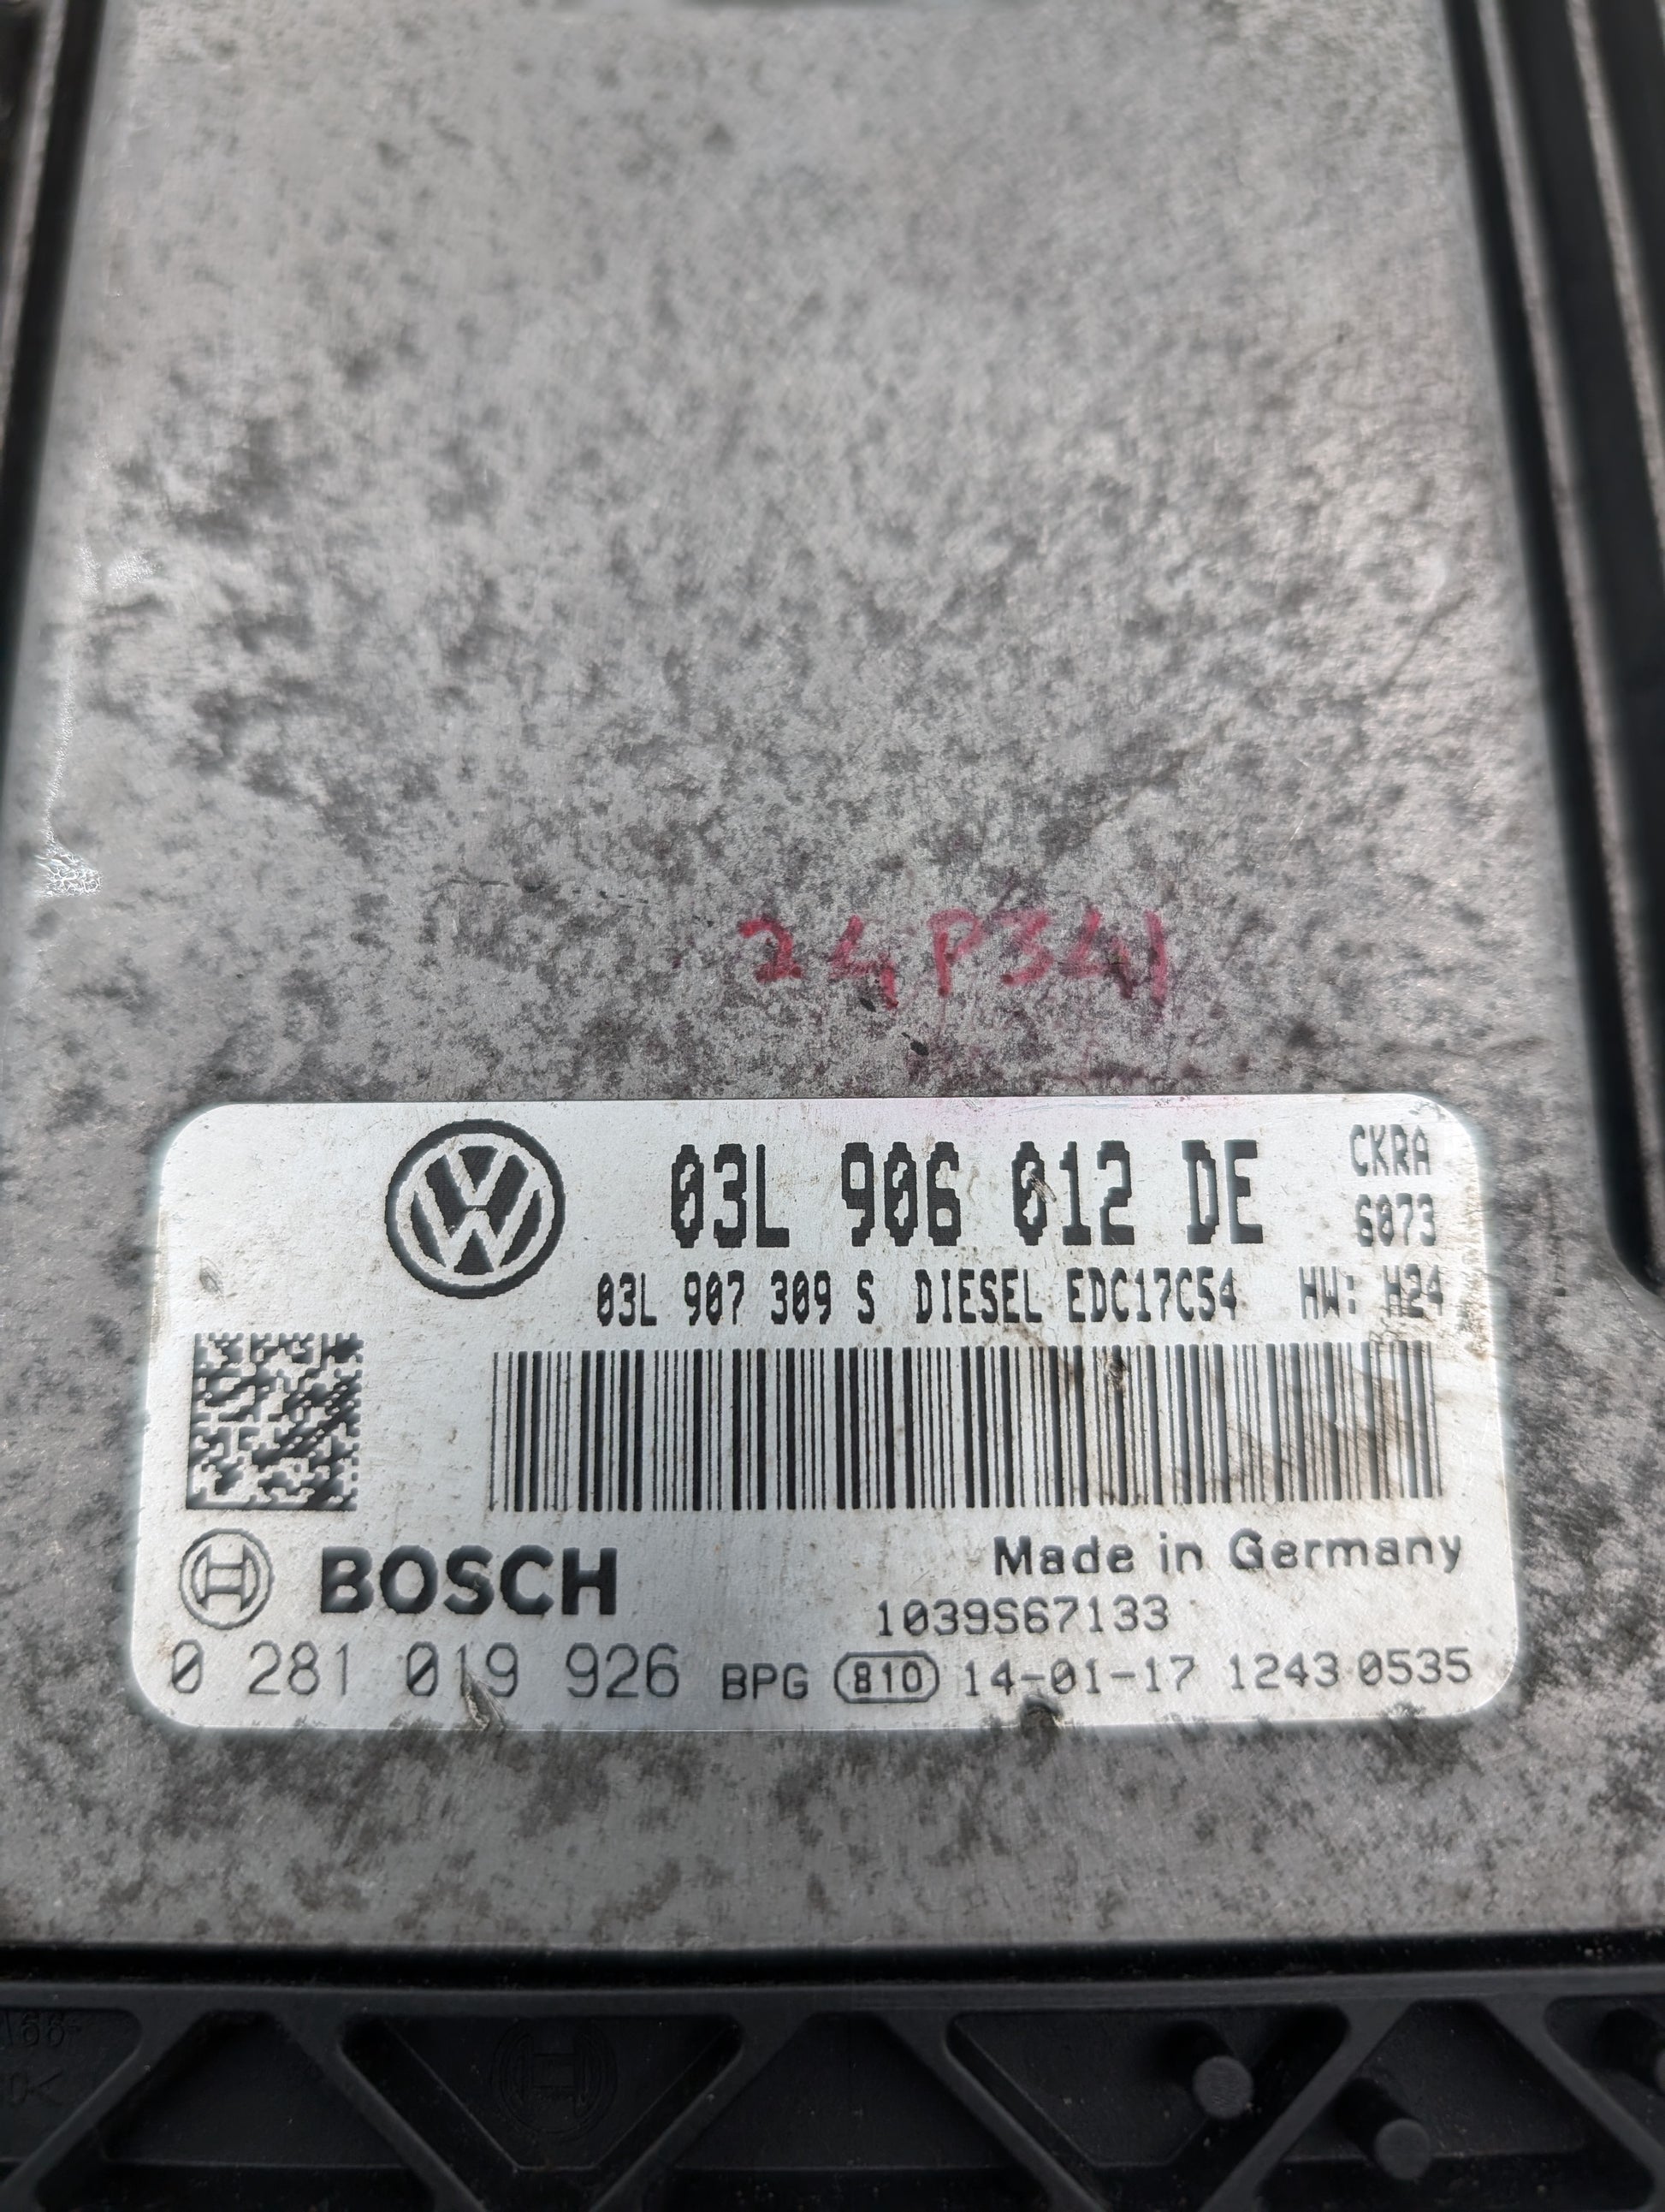 24P341
03L 906 012 DE
CKRA
6073
03L 907 309 S DIESEL EDC17C54 HW: H24
BOSCH
Made in Germany
1039S67133
0 281 019 926 BPG 810 14-01-17 1243 0535